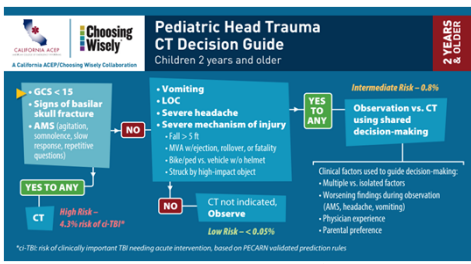 CALIFORNIA ACEP
Choosing
Wisely
A California ACEP/Choosing Wisely Collaboration
Pediatric Head Trauma
CT Decision Guide
Children 2 years and older
2 YEARS
& OLDER
• GCS < 15
• Signs of basilar
skull fracture
• AMS (agitation,
somnolence, slow
response, repetitive
questions)
NO
• Vomiting
• LOC
• Severe headache
• Severe mechanism of injury
• Fall > 5 ft
• MVA w/ejection, rollover, or fatality
• Bike/ped vs. vehicle w/o helmet
• Struck by high-impact object
YES
TO
ANY
Intermediate Risk – 0.8%
Observation vs. CT
using shared
decision-making
Clinical factors used to guide decision-making:
• Multiple vs. isolated factors
• Worsening findings during observation
(AMS, headache, vomiting)
• Physician experience
• Parental preference
YES TO ANY
CT
High Risk –
4.3% risk of ci-TBI*
NO
CT not indicated,
Observe
Low Risk – < 0.05%
*ci-TBI: risk of clinically important TBI needing acute intervention, based on PECARN validated prediction rules